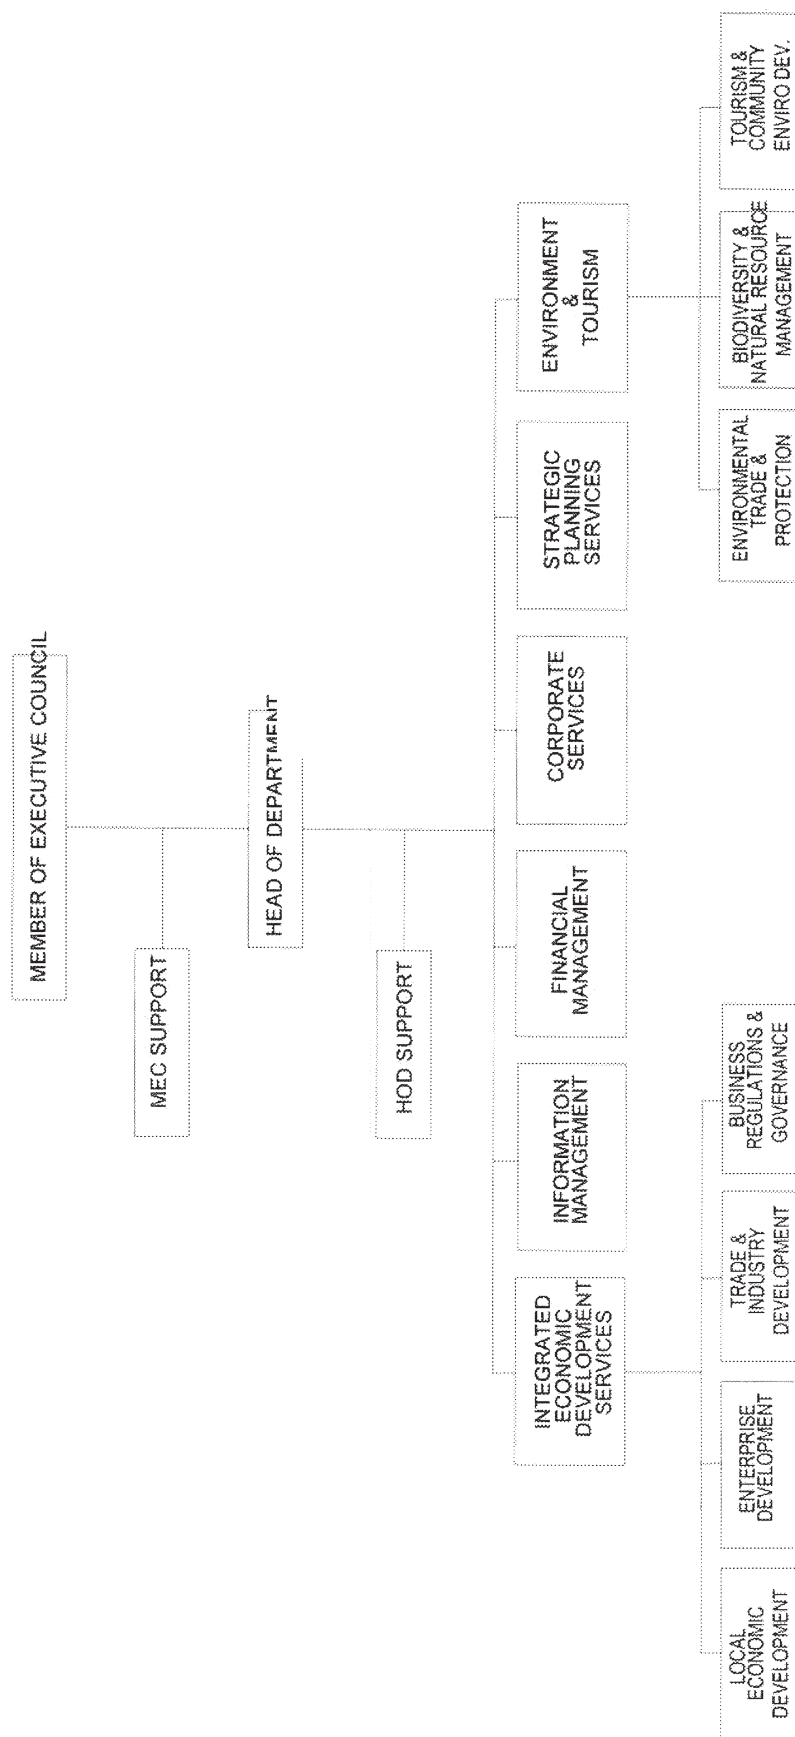 MEMBER OF EXECUTIVE COUNCIL
MEC SUPPORT
HEAD OF DEPARTMENT
HOD SUPPORT
INTEGRATED
ECONOMIC
DEVELOPMENT
SERVICES
INFORMATION
MANAGEMENT
FINANCIAL
MANAGEMENT
CORPORATE
SERVICES
STRATEGIC
PLANNING
SERVICES
ENVIRONMENT
&
TOURISM
LOCAL
ECONOMIC
DEVELOPMENT
ENTERPRISE
DEVELOPMENT
TRADE &
INDUSTRY
DEVELOPMENT
BUSINESS
REGULATIONS &
GOVERNANCE
ENVIRONMENTAL
TRADE &
PROTECTION
BIODIVERSITY &
NATURAL RESOURCE
MANAGEMENT
TOURISM &
COMMUNITY
ENVIRO DEV.